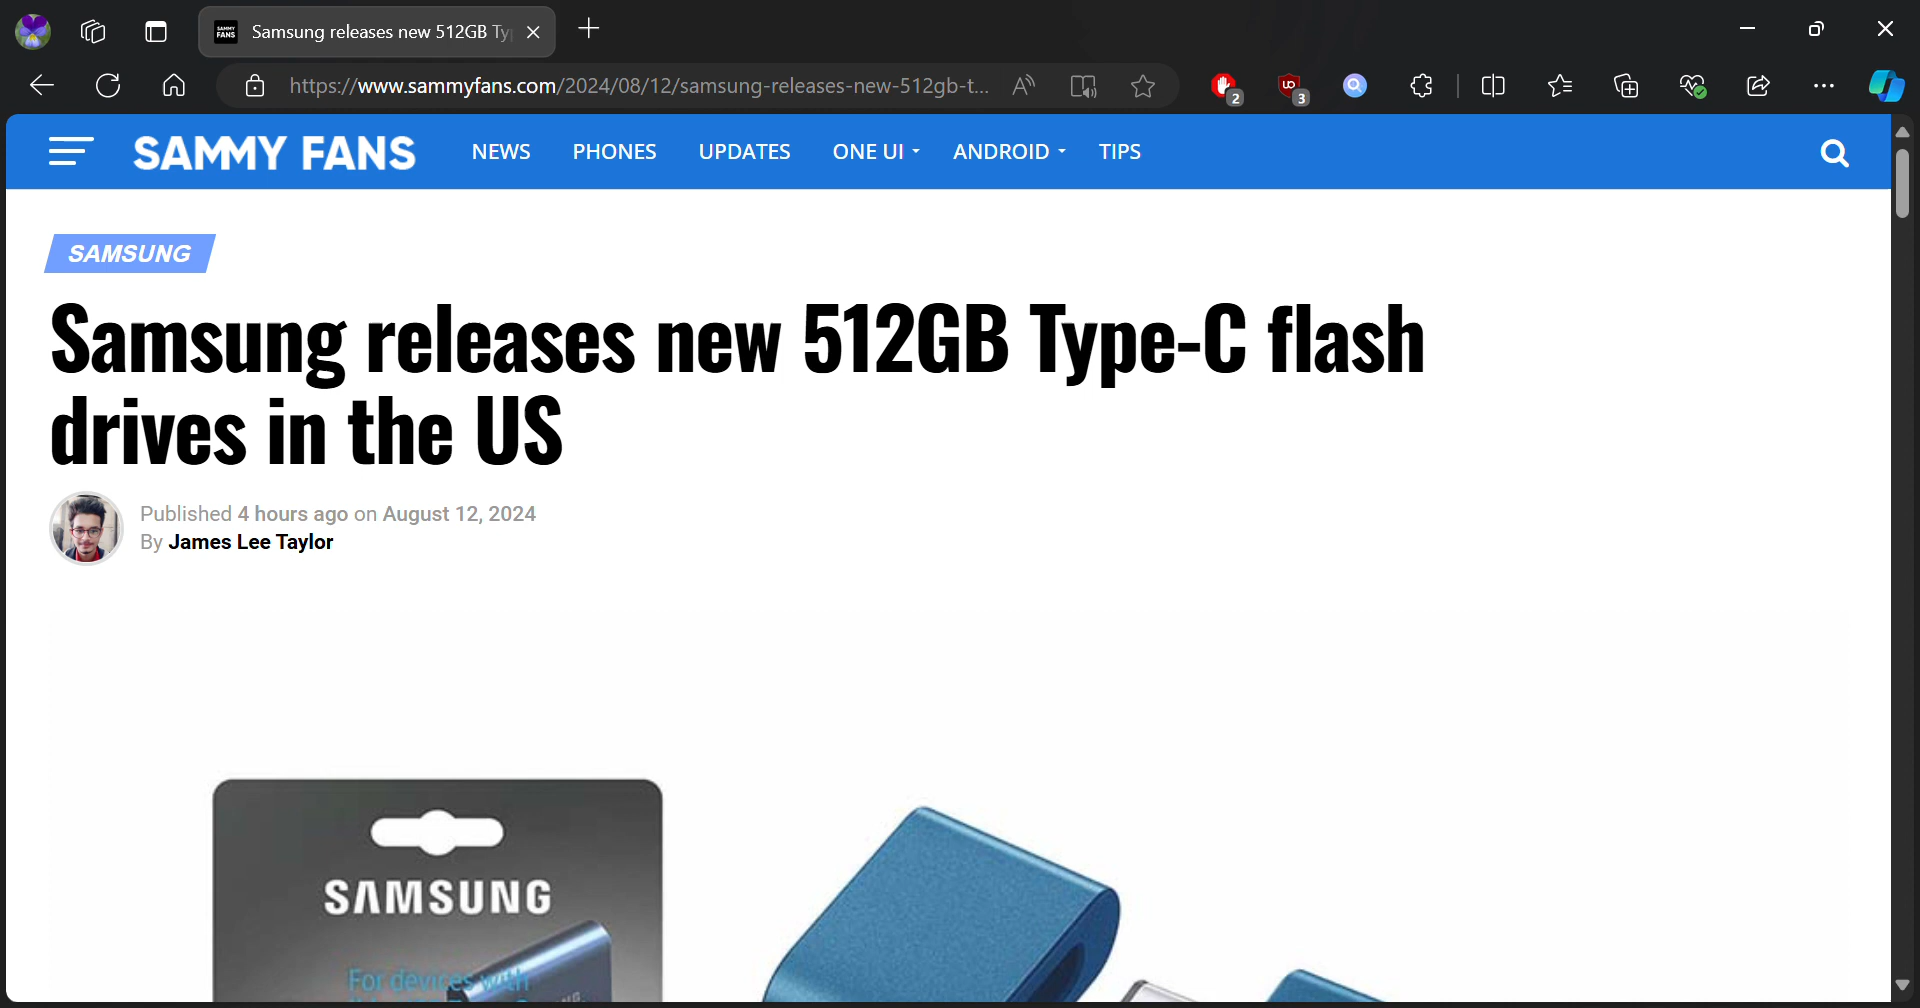 Samsung releases new 512GB Ty
https://www.sammyfans.com/2024/08/12/samsung-releases-new-512gb-t...
2
3
SAMMY FANS
NEWS
PHONES
UPDATES
ONE UI
ANDROID
TIPS
SAMSUNG
Samsung releases new 512GB Type-C flash
drives in the US
Published 4 hours ago on August 12, 2024
By James Lee Taylor
SAMSUNG
For devices with